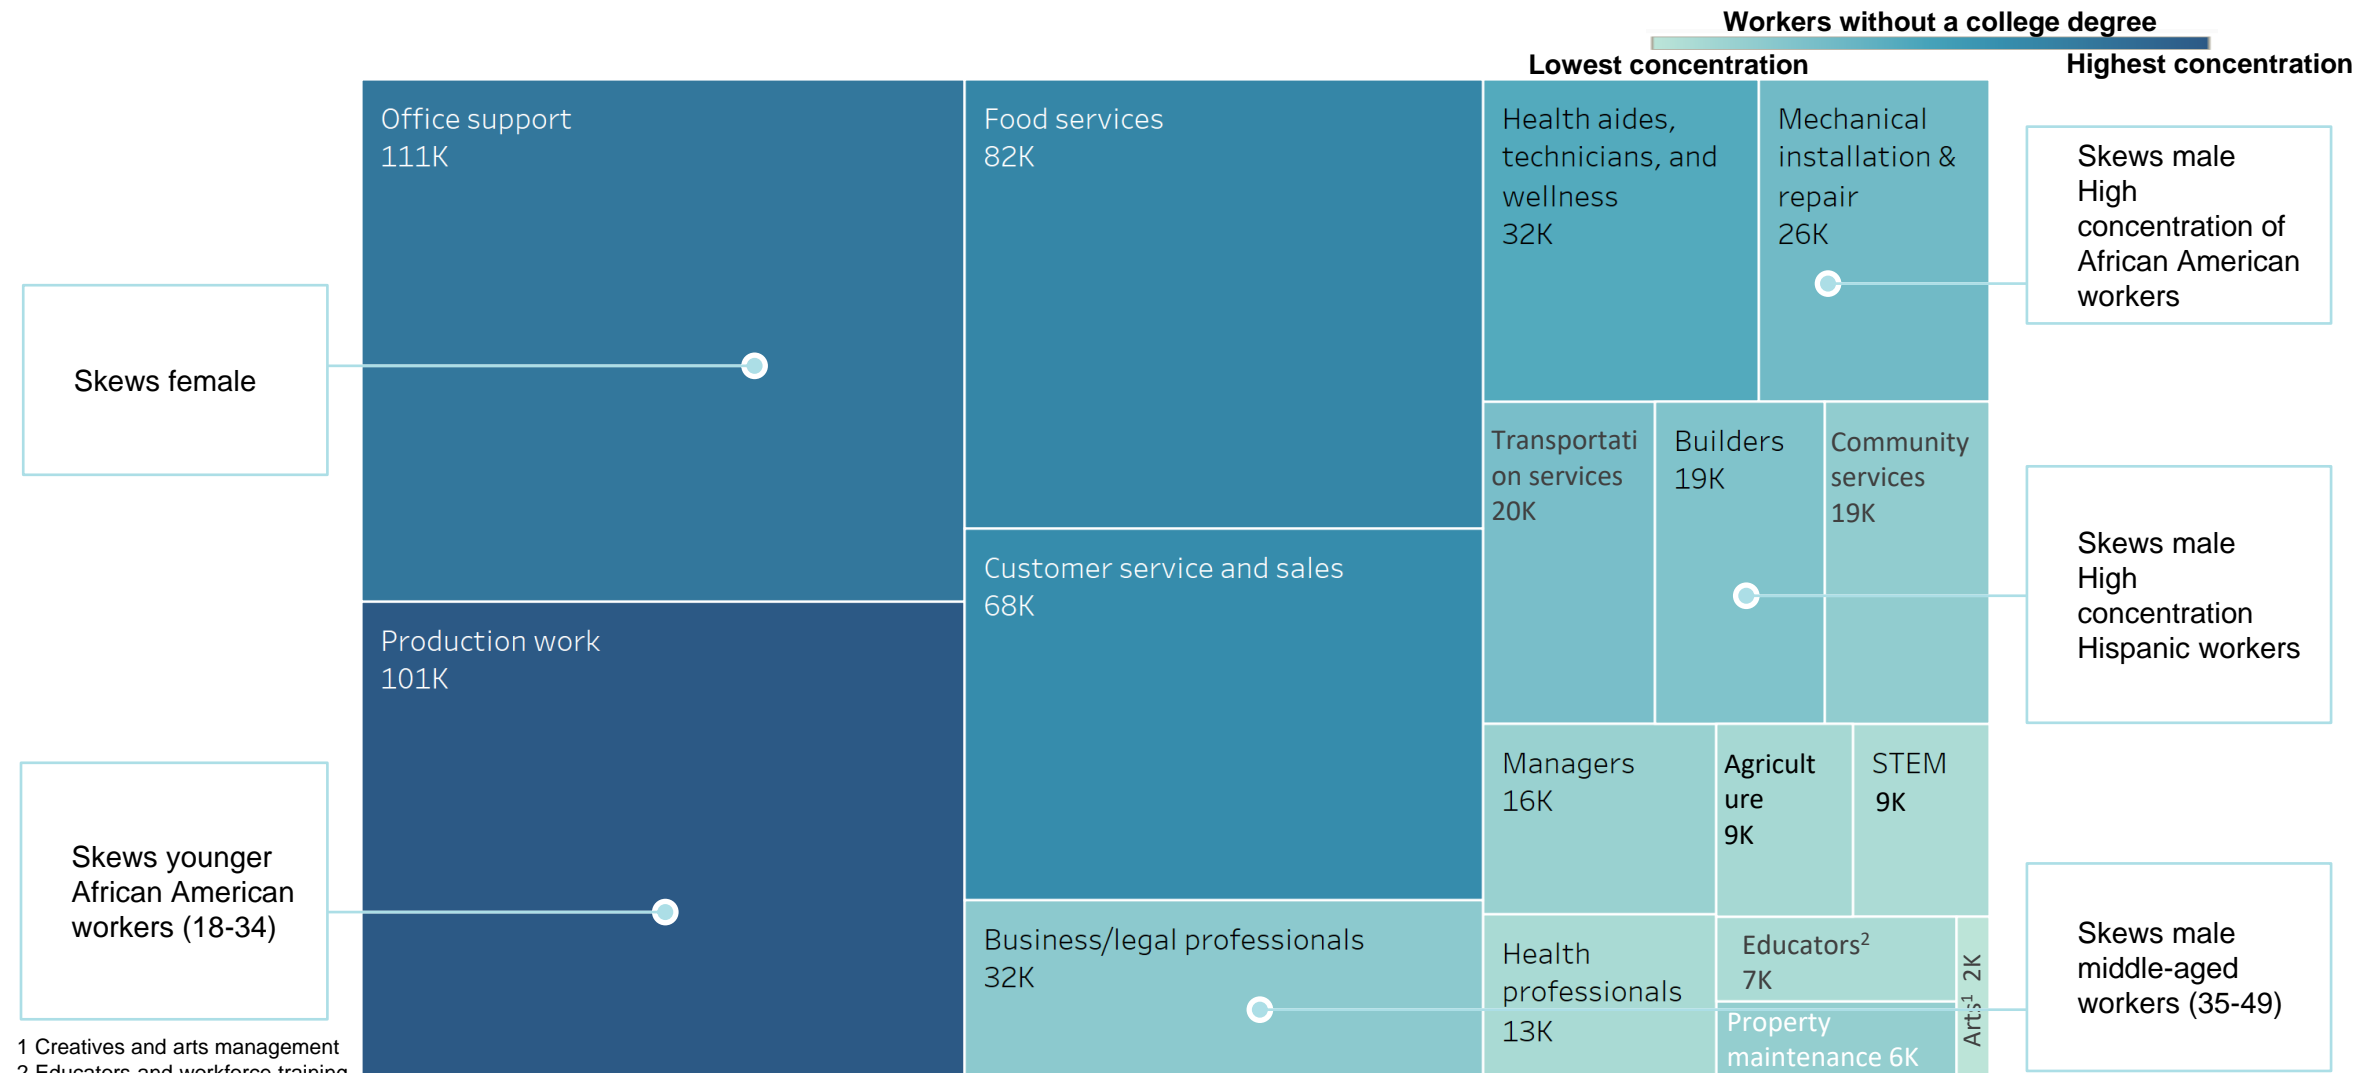 Workers without a college degree
Lowest concentration
Highest concentration
Office support
111K
Food services
82K
Health aides,
technicians, and
wellness
32K
Mechanical
installation &
repair
26K
Skews male
High
concentration of
African American
workers
Skews female
Transportati
on services
20K
Builders
19K
Community
services
19K
Skews male
High
concentration
Hispanic workers
Customer service and sales
68K
Production work
101K
Managers
16K
Agricult
ure
9K
STEM
9K
Skews younger
African American
workers (18-34)
Business/legal professionals
32K
Health
professionals
13K
Educators2
7K
Property
maintenance 6K
Arts1 2K
Skews male
middle-aged
workers (35-49)
1 Creatives and arts management
2 Educators and workforce training